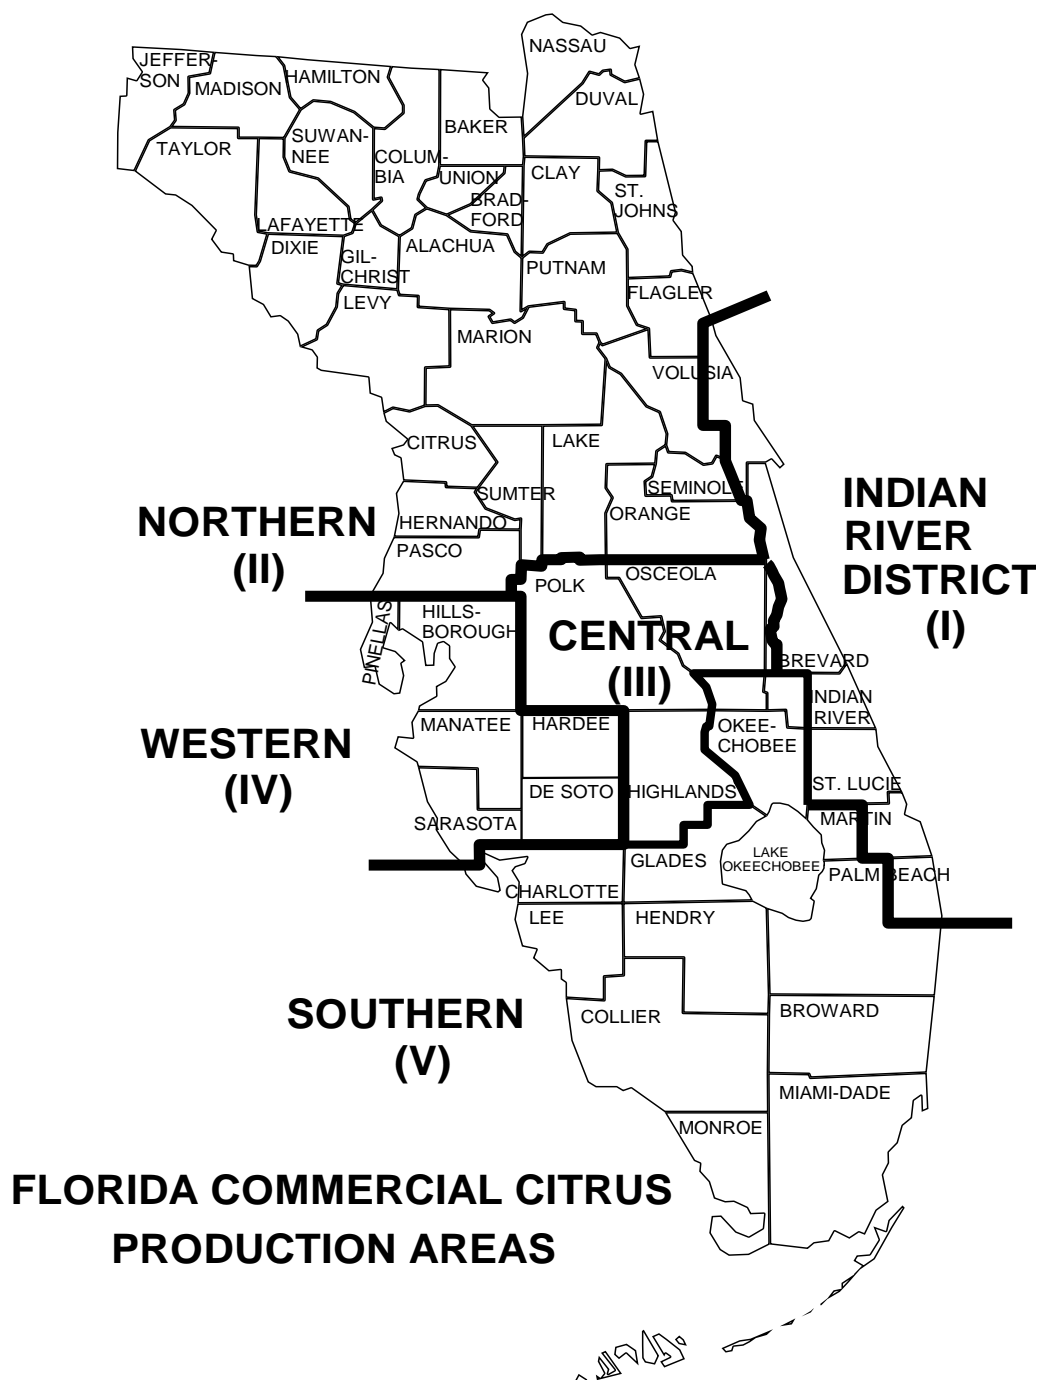 NASSAU
JEFFER-
SON
MADISON
HAMILTON
DUVAL
BAKER
TAYLOR
SUWAN-
NEE
COLUM-
BIA
UNION
BRAD-
FORD
CLAY
ST.
JOHNS
LAFAYETTE
DIXIE
GIL-
CHRIST
ALACHUA
PUTNAM
FLAGLER
LEVY
MARION
VOLUSIA
CITRUS
LAKE
SUMTER
SEMINOLE
ORANGE
HERNANDO
PASCO
NORTHERN
(II)
INDIAN
RIVER
DISTRICT
(I)
POLK
OSCEOLA
HILLS-
BOROUGH
PINELLAS
CENTRAL
(III)
BREVARD
INDIAN
RIVER
WESTERN
(IV)
MANATEE
HARDEE
OKEE-
CHOBEE
DE SOTO
HIGHLANDS
ST. LUCIE
SARASOTA
MARTIN
GLADES
LAKE
OKEECHOBEE
PALM BEACH
CHARLOTTE
LEE
HENDRY
SOUTHERN
(V)
COLLIER
BROWARD
MIAMI-DADE
MONROE
FLORIDA COMMERCIAL CITRUS
PRODUCTION AREAS